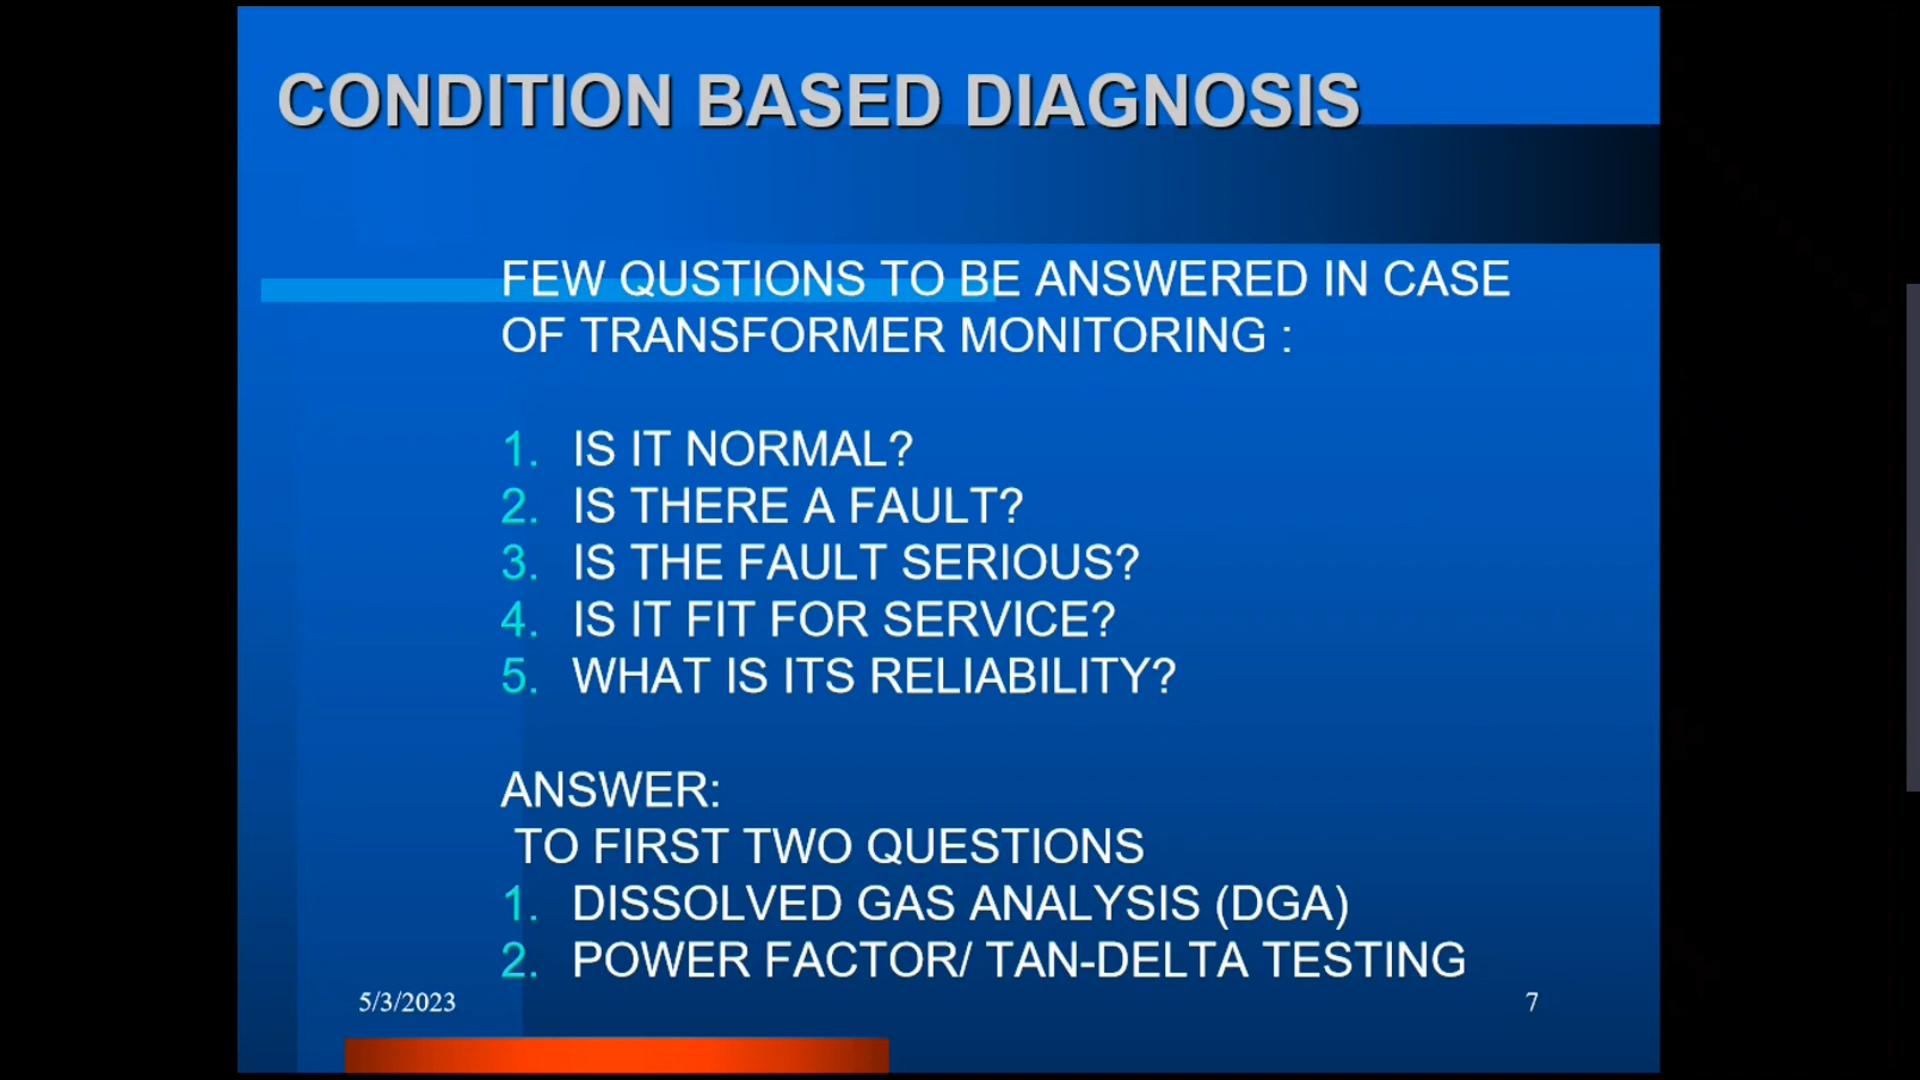 CONDITION BASED DIAGNOSIS
FEW QUSTIONS TO BE ANSWERED IN CASE
OF TRANSFORMER MONITORING :
1. IS IT NORMAL?
2. IS THERE A FAULT?
3. IS THE FAULT SERIOUS?
4. IS IT FIT FOR SERVICE?
5. WHAT IS ITS RELIABILITY?
ANSWER:
TO FIRST TWO QUESTIONS
1. DISSOLVED GAS ANALYSIS (DGA)
2. POWER FACTOR/ TAN-DELTA TESTING
5/3/2023
7